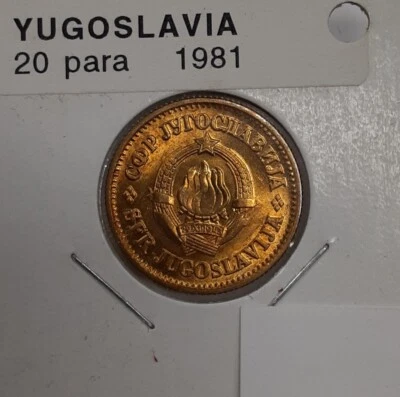 YUGOSLAVIA
20 para 1981
СФР ЈУГОСЛАВИЈА
SFR JUGOSLAVIJA